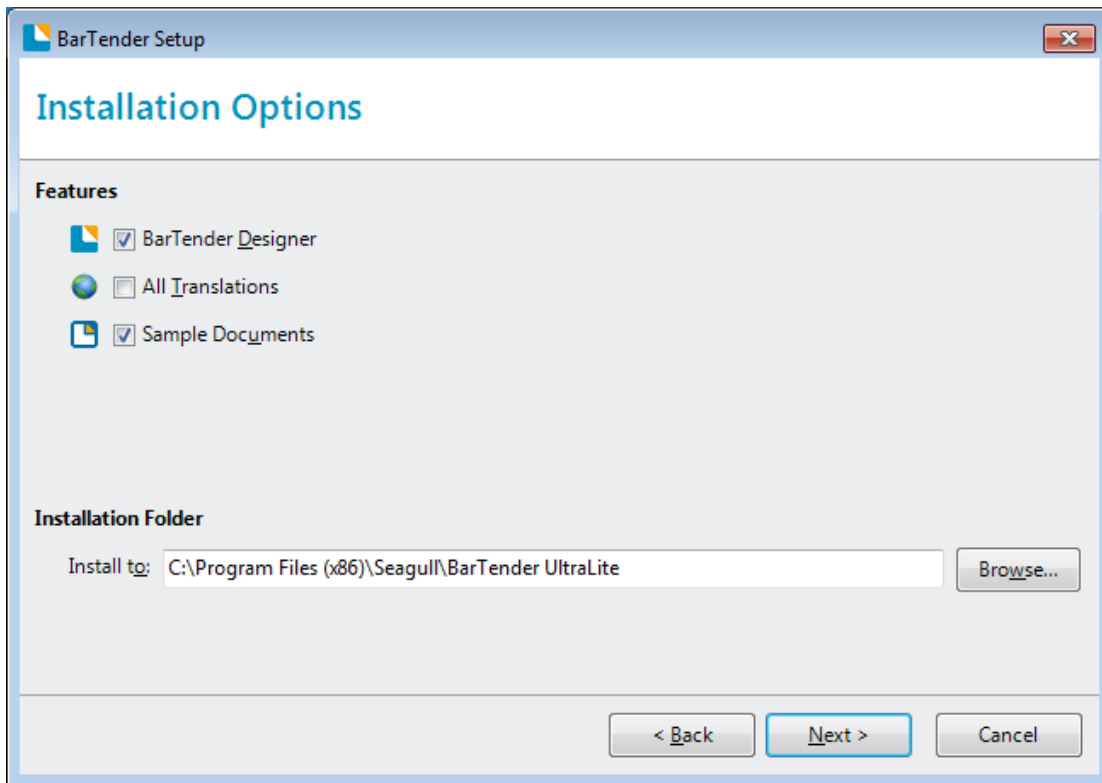 BarTender Setup
Installation Options
Features
BarTender Designer
All Translations
Sample Documents
Installation Folder
Install to: C:\Program Files (x86)\Seagull\BarTender UltraLite Browse...
< Back Next > Cancel